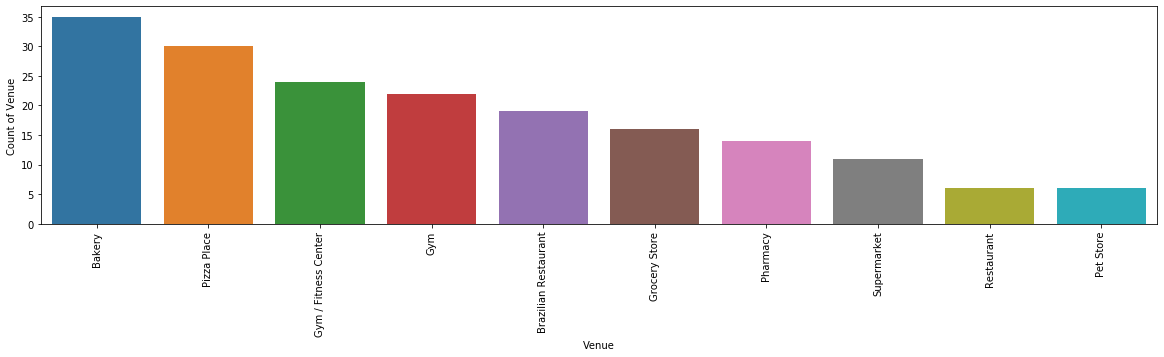 35
30
25
20
15
10
5
0
Count of Venue
Bakery
Pizza Place
Gym / Fitness Center
Gym
Brazilian Restaurant
Grocery Store
Pharmacy
Supermarket
Restaurant
Pet Store
Venue